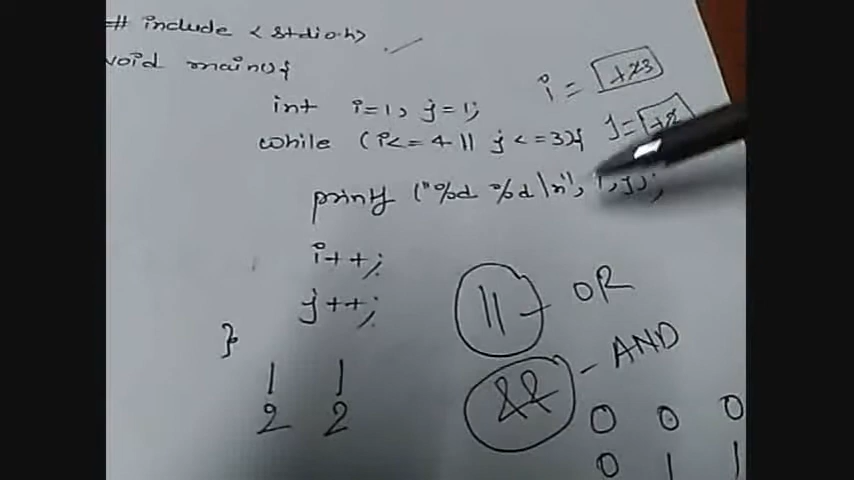 # include <stdio.h>
void main(){
int i=1, j=1;
while (i<=4 || j<=3){
printf ("%d %d \n", i, j);
i++;
j++;
}
1 1
2 2
i =
j =
|| - OR
&& - AND
0 0 0
0 1 1